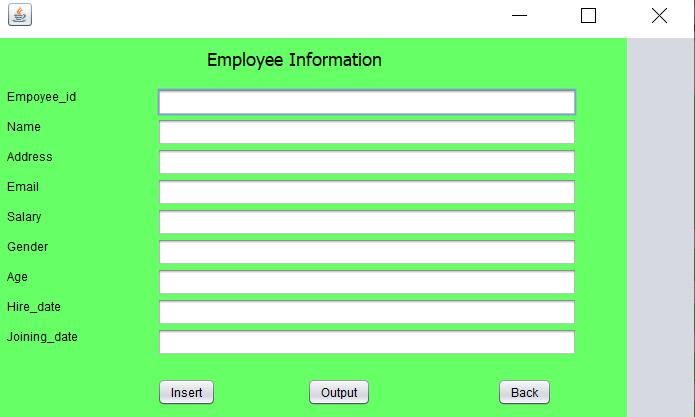 Employee Information
Empoyee_id
Name
Address
Email
Salary
Gender
Age
Hire_date
Joining_date
Insert Output Back